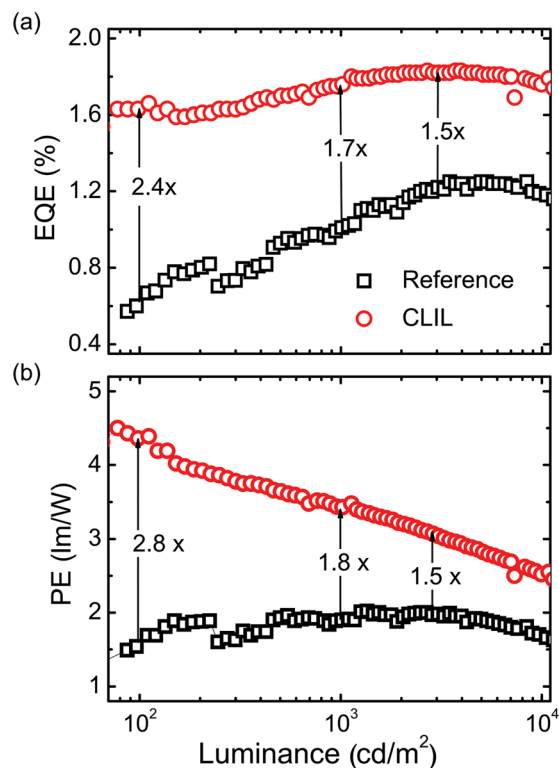 (a)
EQE (%)
2.0
1.6
1.2
0.8
0.4
2.4x
1.7x
1.5x
Reference
CLIL
(b)
PE (lm/W)
5
4
3
2
1
2.8 x
1.8 x
1.5 x
10²
10³
10⁴
Luminance (cd/m²)